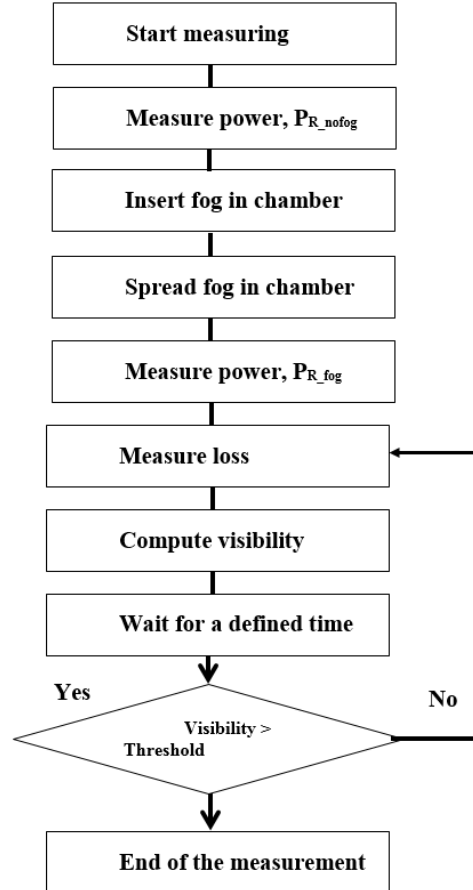 Start measuring
Measure power, PR_nofog
Insert fog in chamber
Spread fog in chamber
Measure power, PR_fog
Measure loss
Compute visibility
Wait for a defined time
Yes
No
Visibility >
Threshold
End of the measurement